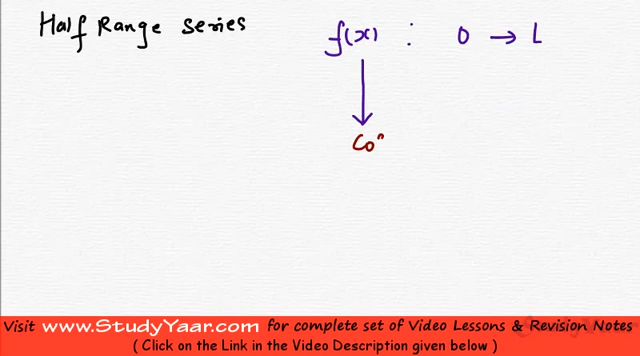 Half Range Series
f(x) : 0 → L
Visit www.StudyYaar.com for complete set of Video Lessons & Revision Notes
( Click on the Link in the Video Description given below )